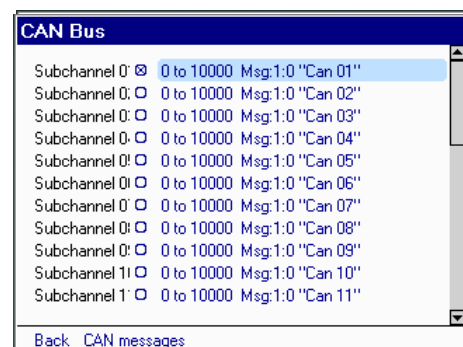 CAN Bus
Subchannel 0 0 to 10000 Msg:1:0 "Can 01"
Subchannel 0 0 to 10000 Msg:1:0 "Can 02"
Subchannel 0 0 to 10000 Msg:1:0 "Can 03"
Subchannel 0 0 to 10000 Msg:1:0 "Can 04"
Subchannel 0 0 to 10000 Msg:1:0 "Can 05"
Subchannel 0 0 to 10000 Msg:1:0 "Can 06"
Subchannel 0 0 to 10000 Msg:1:0 "Can 07"
Subchannel 0 0 to 10000 Msg:1:0 "Can 08"
Subchannel 0 0 to 10000 Msg:1:0 "Can 09"
Subchannel 1 0 to 10000 Msg:1:0 "Can 10"
Subchannel 1 0 to 10000 Msg:1:0 "Can 11"
Back CAN messages